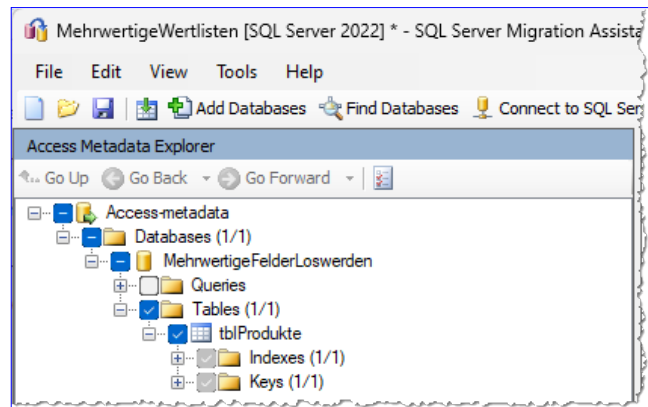 MehrwertigeWertlisten [SQL Server 2022] * - SQL Server Migration Assista
File Edit View Tools Help
Add Databases Find Databases Connect to SQL Ser
Access Metadata Explorer
Go Up Go Back Go Forward
Access-metadata
Databases (1/1)
MehrwertigeFelderLoswerden
Queries
Tables (1/1)
tblProdukte
Indexes (1/1)
Keys (1/1)